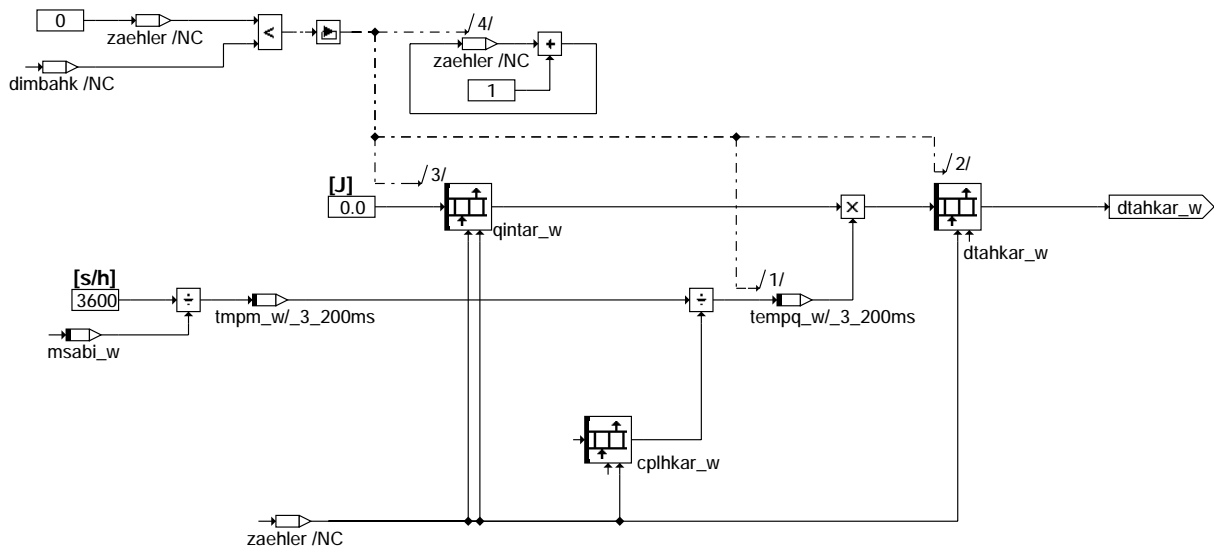 0
zaehler /NC
<
/4/
zaehler /NC
+
1
dimbahk /NC
/3/
/2/
[J]
0.0
qintar_w
×
dtahkar_w
dtahkar_w
[s/h]
3600
÷
tmpm_w/_3_200ms
÷
/1/
tempq_w/_3_200ms
msabi_w
cplhkar_w
zaehler /NC